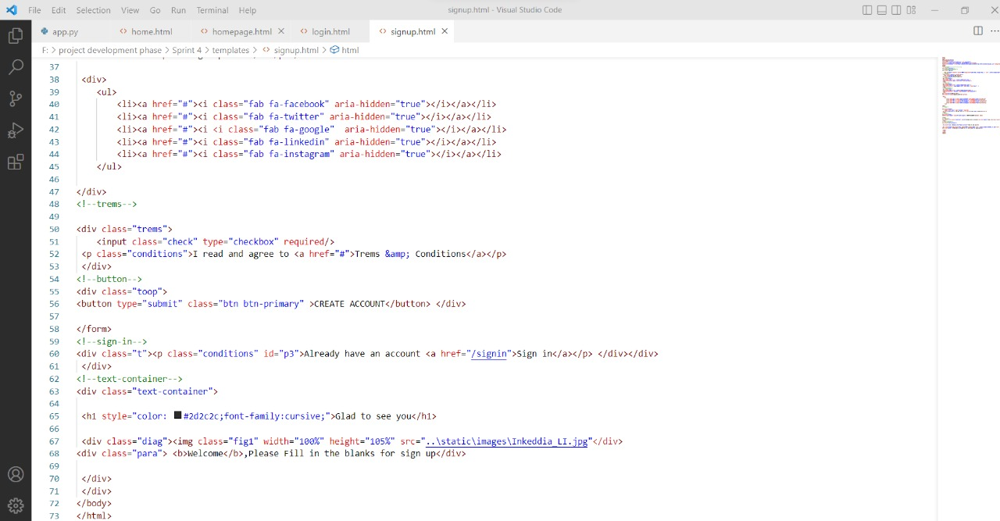 File Edit Selection View Go Run Terminal Help signup.html - Visual Studio Code
app.py home.html homepage.html login.html signup.html
F: > project development phase > Sprint 4 > templates > signup.html > html
37
38 <div>
39 <ul>
40 <li><a href="#"><i class="fab fa-facebook" aria-hidden="true"></i></a></li>
41 <li><a href="#"><i class="fab fa-twitter" aria-hidden="true"></i></a></li>
42 <li><a href="#"><i class="fab fa-google" aria-hidden="true"></i></a></li>
43 <li><a href="#"><i class="fab fa-linkedin" aria-hidden="true"></i></a></li>
44 <li><a href="#"><i class="fab fa-instagram" aria-hidden="true"></i></a></li>
45 </ul>
46
47 </div>
48 <!--trems-->
49
50 <div class="trems">
51 <input class="check" type="checkbox" required/>
52 <p class="conditions">I read and agree to <a href="#">Trems &amp; Conditions</a></p>
53 </div>
54 <!--button-->
55 <div class="toop">
56 <button type="submit" class="btn btn-primary" >CREATE ACCOUNT</button> </div>
57
58 </form>
59 <!--sign-in-->
60 <div class="t"><p class="conditions" id="p3">Already have an account <a href="/signin">Sign in</a></p> </div></div>
61 </div>
62 <!--text-container-->
63 <div class="text-container">
64
65 <h1 style="color: #2d2c2c;font-family:cursive;">Glad to see you</h1>
66
67 <div class="diag"><img class="fig1" width="100%" height="105%" src="..\static\images\Inkeddia_LI.jpg"</div>
68 <div class="para"> <b>Welcome</b>,Please Fill in the blanks for sign up</div>
69
70 </div>
71 </div>
72 </body>
73 </html>